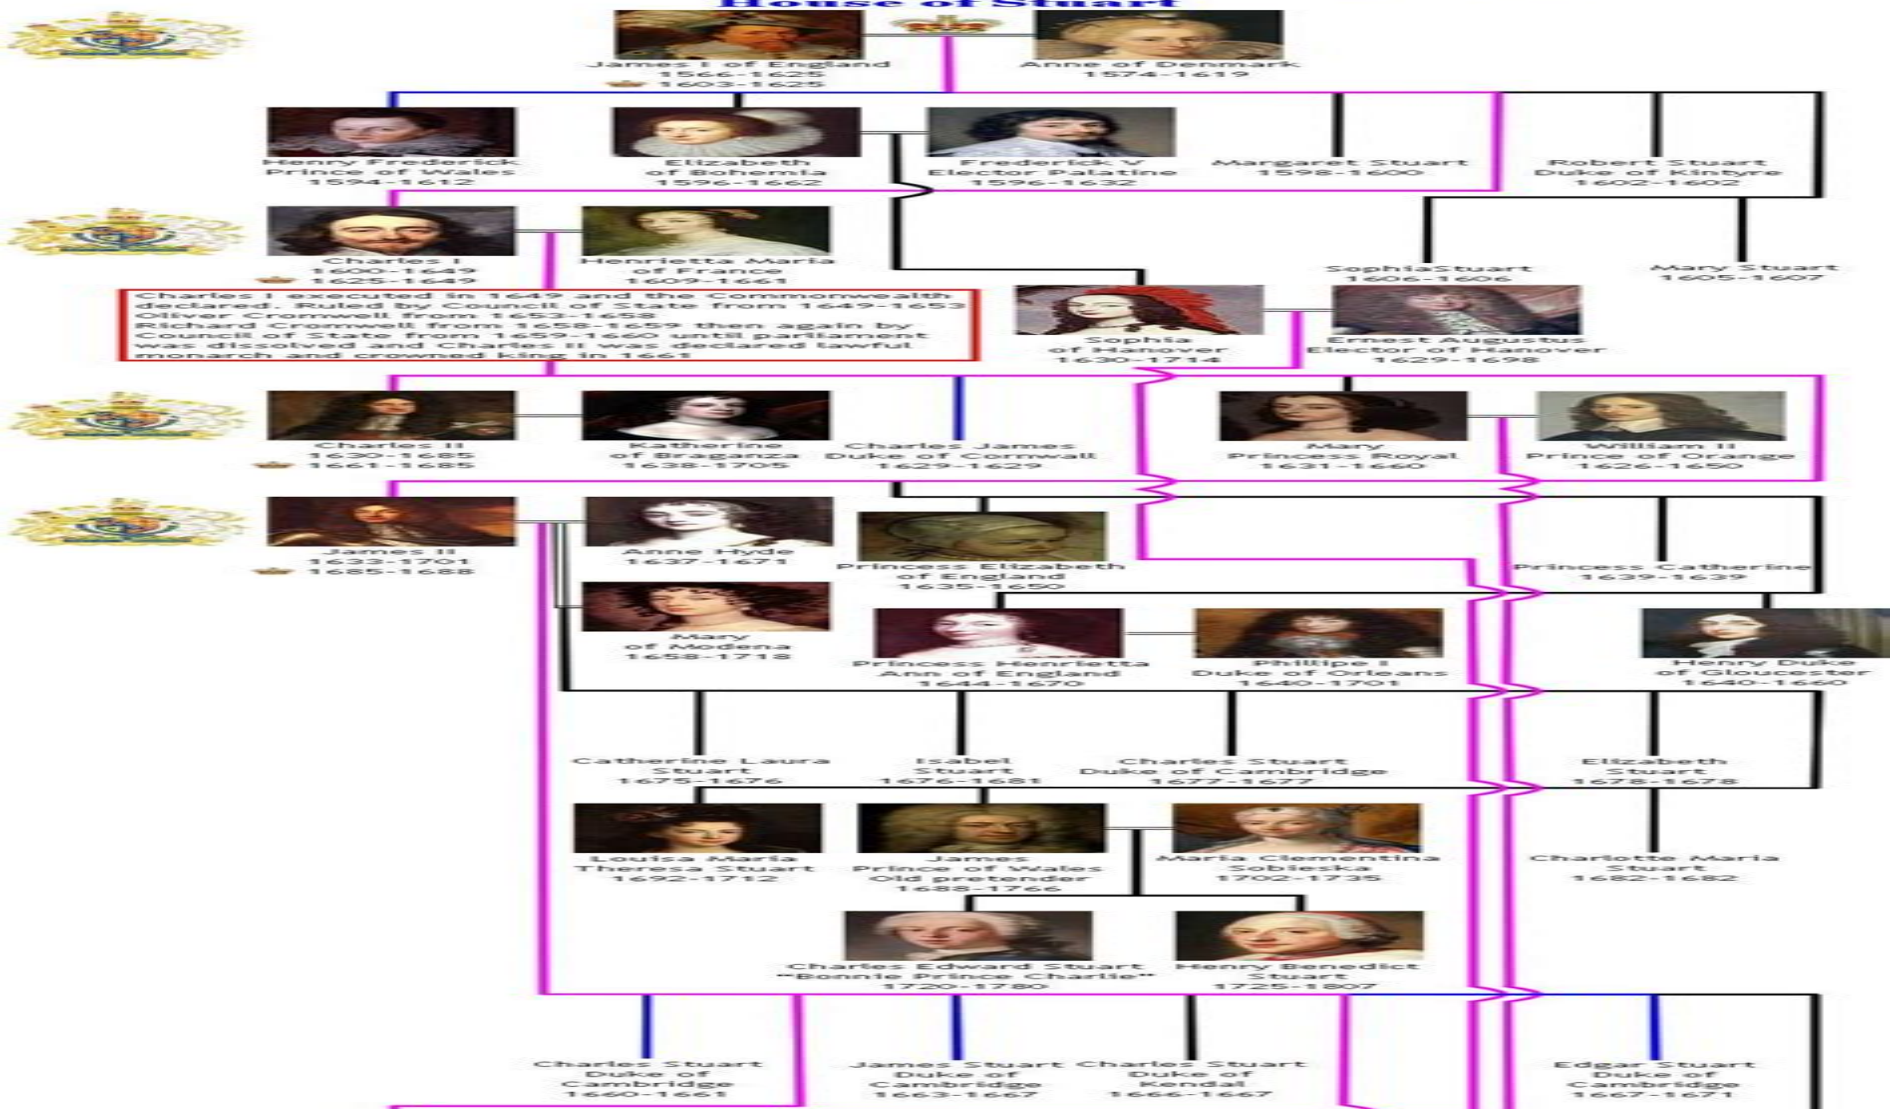 House of Stuart
James I of England
1566-1625
1603-1625
Anne of Denmark
1574-1619
Henry Frederick
Prince of Wales
1594-1612
Elizabeth
of Bohemia
1596-1662
Frederick V
Elector Palatine
1596-1632
Margaret Stuart
1598-1600
Robert Stuart
Duke of Kintyre
1602-1602
Charles I
1600-1649
1625-1649
Henrietta Maria
of France
1609-1661
SophiaStuart
1606-1606
Mary Stuart
1605-1607
Charles I executed in 1649 and the Commonwealth
declared. Ruled by Council of State from 1649-1653
Oliver Cromwell from 1653-1658
Richard Cromwell from 1658-1659 then again by
Council of State from 1659-1660 until parliament
was dissolved and Charles II was declared lawful
monarch and crowned king in 1661
Sophia
of Hanover
1630-1714
Ernest Augustus
Elector of Hanover
1629-1698
Charles II
1630-1685
1661-1685
Katherine
of Braganza
1638-1705
Charles James
Duke of Cornwall
1629-1629
Mary
Princess Royal
1631-1660
William II
Prince of Orange
1626-1650
James II
1633-1701
1685-1688
Anne Hyde
1637-1671
Princess Elizabeth
of England
1635-1650
Princess Catherine
1639-1639
Mary
of Modena
1658-1718
Princess Henrietta
Ann of England
1644-1670
Phillipe I
Duke of Orleans
1640-1701
Henry Duke
of Gloucester
1640-1660
Catherine Laura
Stuart
1675-1676
Isabel
Stuart
1676-1681
Charles Stuart
Duke of Cambridge
1677-1677
Elizabeth
Stuart
1678-1678
Louisa Maria
Theresa Stuart
1692-1712
James
Prince of Wales
Old pretender
1688-1766
Maria Clementina
Sobieska
1702-1735
Charlotte Maria
Stuart
1682-1682
Charles Edward Stuart
"Bonnie Prince Charlie"
1720-1780
Henry Benedict
Stuart
1725-1807
Charles Stuart
Duke of
Cambridge
1660-1661
James Stuart
Duke of
Cambridge
1663-1667
Charles Stuart
Duke of
Kendal
1666-1667
Edgar Stuart
Duke of
Cambridge
1667-1671